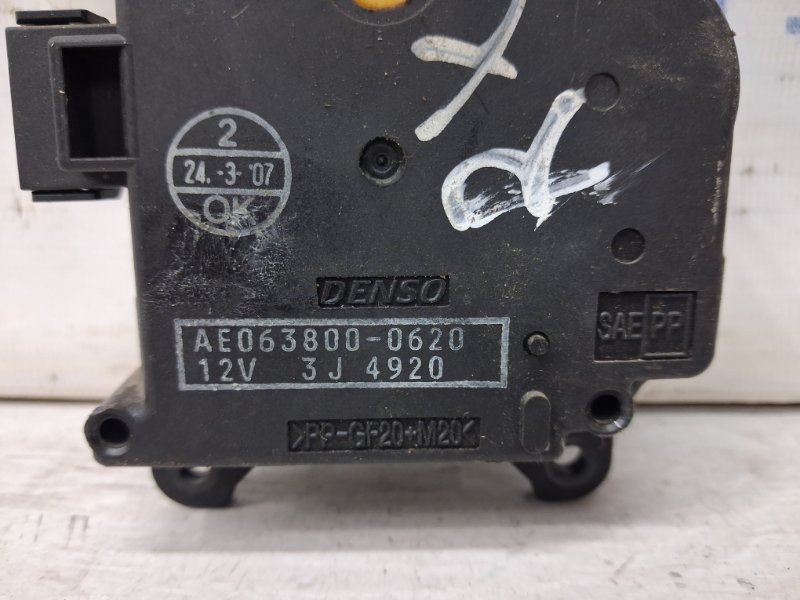 2
24.-3-'07
OK
DENSO
AE063800-0620
12V 3J 4920
SAE PP
>PP-GF20+M20<